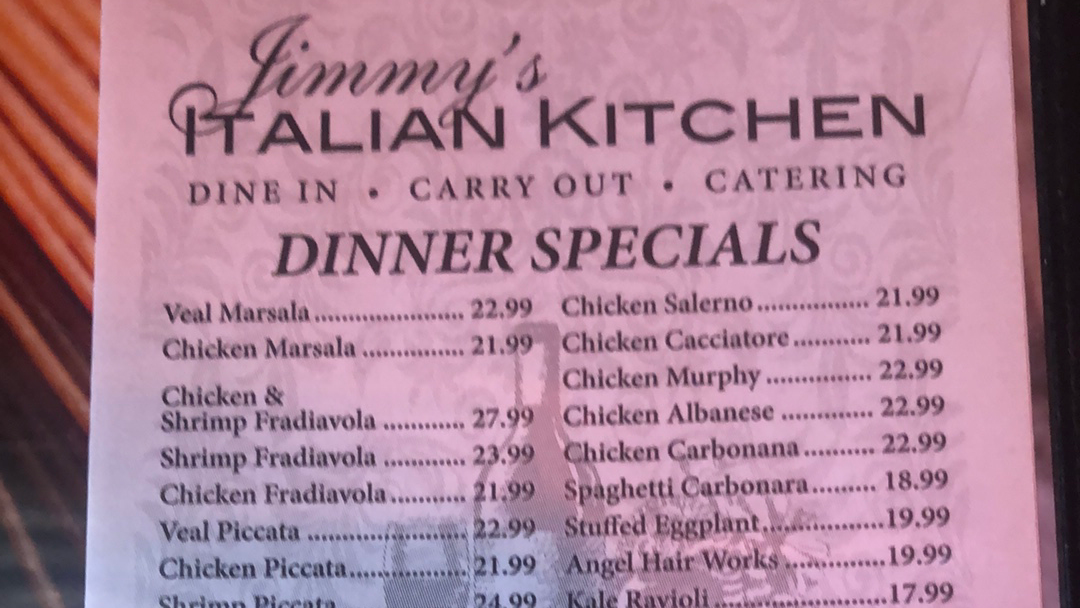 Jimmy's
ITALIAN KITCHEN
DINE IN • CARRY OUT • CATERING
DINNER SPECIALS
Veal Marsala ........................ 22.99
Chicken Marsala ................ 21.99
Chicken &
Shrimp Fradiavola ............. 27.99
Shrimp Fradiavola ............. 23.99
Chicken Fradiavola ............ 21.99
Veal Piccata ......................... 22.99
Chicken Piccata................... 21.99
Shrimp Piccata 24.99
Chicken Salerno ................. 21.99
Chicken Cacciatore ............ 21.99
Chicken Murphy ................ 22.99
Chicken Albanese .............. 22.99
Chicken Carbonana ........... 22.99
Spaghetti Carbonara.......... 18.99
Stuffed Eggplant...................19.99
Angel Hair Works ................19.99
Kale Ravioli...........................17.99